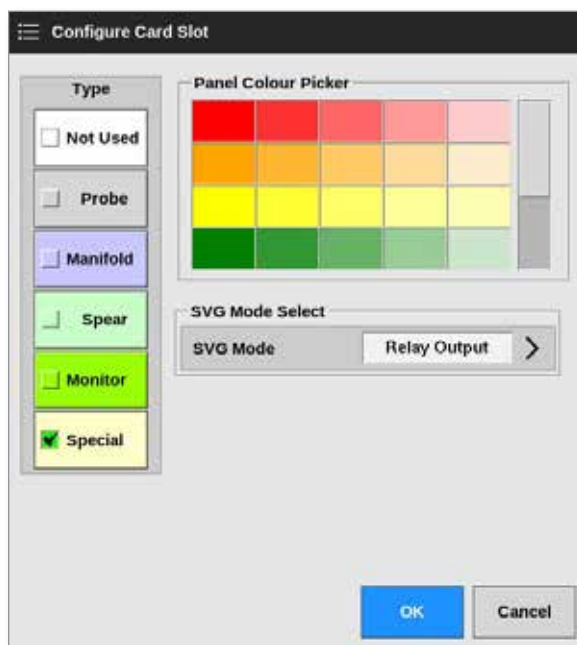 Configure Card Slot
Type
Not Used
Probe
Manifold
Spear
Monitor
Special
Panel Colour Picker
SVG Mode Select
SVG Mode Relay Output
OK Cancel